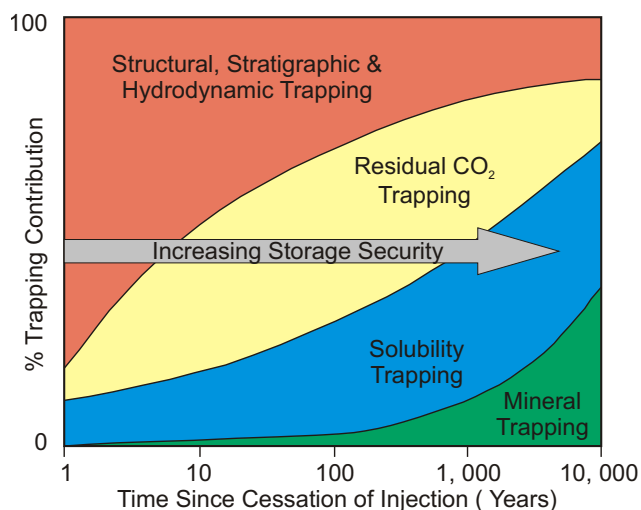 100
Structural, Stratigraphic &
Hydrodynamic Trapping
Residual CO₂
Trapping
% Trapping Contribution
Increasing Storage Security
Solubility
Trapping
Mineral
Trapping
0
1 10 100 1, 000 10, 000
Time Since Cessation of Injection ( Years)